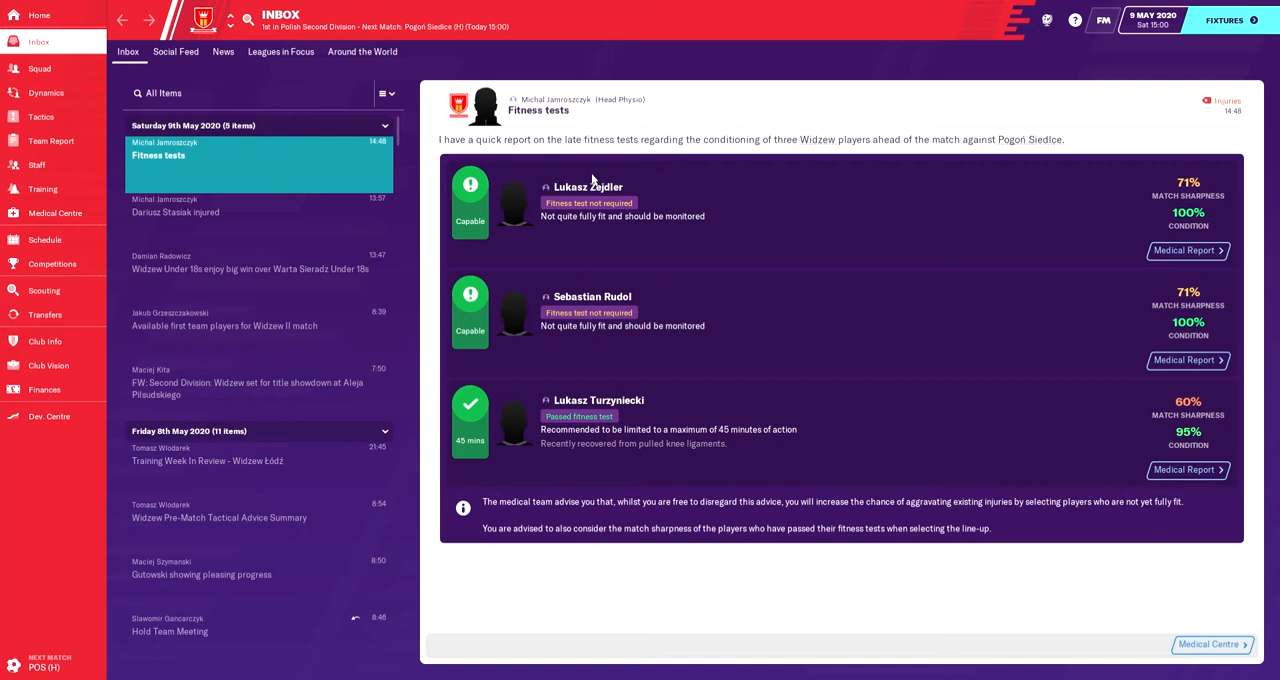 Home
Inbox
Squad
Dynamics
Tactics
Team Report
Staff
Training
Medical Centre
Schedule
Competitions
Scouting
Transfers
Club Info
Club Vision
Finances
Dev. Centre
NEXT MATCH
POS (H)
INBOX
1st in Polish Second Division - Next Match: Pogoń Siedlce (H) (Today 15:00)
?
FM
9 MAY 2020
Sat 15:00
FIXTURES
Inbox
Social Feed
News
Leagues in Focus
Around the World
All Items
Saturday 9th May 2020 (5 items)
Michal Jamroszczyk 14:48
Fitness tests
Michal Jamroszczyk 13:57
Dariusz Stasiak injured
Damian Radowicz 13:47
Widzew Under 18s enjoy big win over Warta Sieradz Under 18s
Jakub Grzeszczakowski 8:39
Available first team players for Widzew II match
Maciej Kita 7:50
FW: Second Division: Widzew set for title showdown at Aleja
Pilsudskiego
Friday 8th May 2020 (11 items)
Tomasz Wlodarek 21:45
Training Week In Review - Widzew Łódź
Tomasz Wlodarek 8:54
Widzew Pre-Match Tactical Advice Summary
Maciej Szymanski 8:50
Gutowski showing pleasing progress
Slawomir Gancarczyk 8:46
Hold Team Meeting
Michal Jamroszczyk (Head Physio)
Fitness tests
Injuries
14:48
I have a quick report on the late fitness tests regarding the conditioning of three Widzew players ahead of the match against Pogoń Siedlce.
Capable
Lukasz Zejdler
Fitness test not required
Not quite fully fit and should be monitored
71%
MATCH SHARPNESS
100%
CONDITION
Medical Report
Capable
Sebastian Rudol
Fitness test not required
Not quite fully fit and should be monitored
71%
MATCH SHARPNESS
100%
CONDITION
Medical Report
45 mins
Lukasz Turzyniecki
Passed fitness test
Recommended to be limited to a maximum of 45 minutes of action
Recently recovered from pulled knee ligaments.
60%
MATCH SHARPNESS
95%
CONDITION
Medical Report
The medical team advise you that, whilst you are free to disregard this advice, you will increase the chance of aggravating existing injuries by selecting players who are not yet fully fit.
You are advised to also consider the match sharpness of the players who have passed their fitness tests when selecting the line-up.
Medical Centre